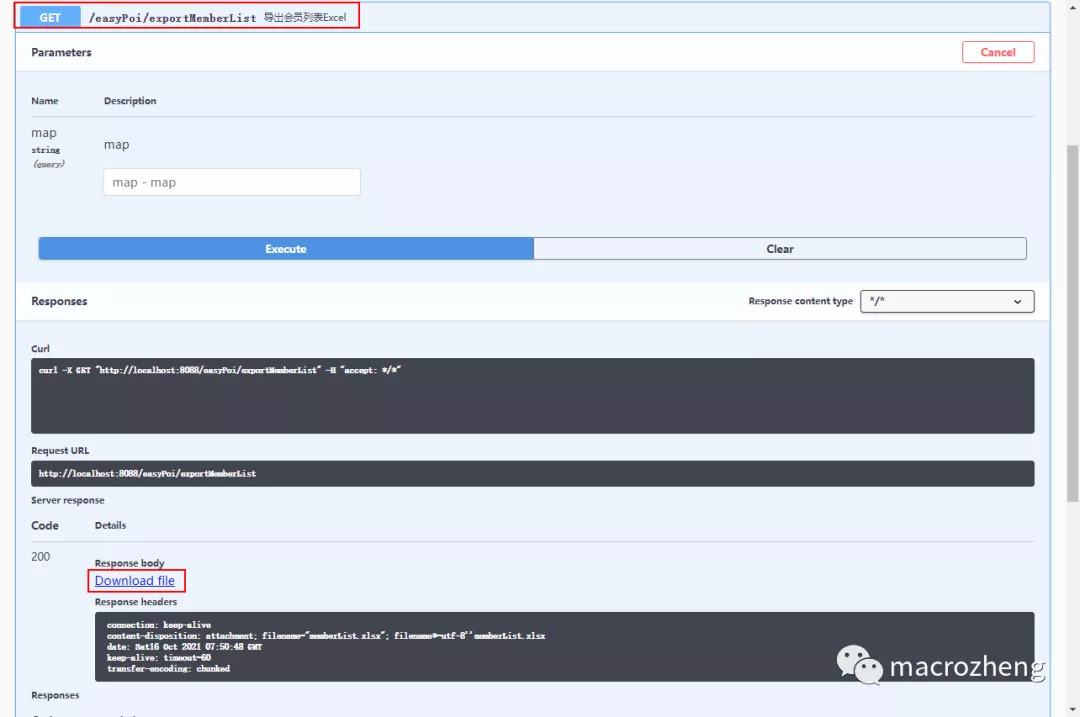 GET /easyPoi/exportMemberList 导出会员列表Excel
Parameters
Cancel
Name Description
map
string
(query)
map
map - map
Execute
Clear
Responses
Response content type */*
Curl
curl -X GET "http://localhost:8088/easyPoi/exportMemberList" -H "accept: */*"
Request URL
http://localhost:8088/easyPoi/exportMemberList
Server response
Code Details
200
Response body
Download file
Response headers
connection: keep-alive
content-disposition: attachment; filename="memberList.xlsx"; filename*=utf-8''memberList.xlsx
date: Sat16 Oct 2021 07:50:48 GMT
keep-alive: timeout=60
transfer-encoding: chunked
macrozheng
Responses